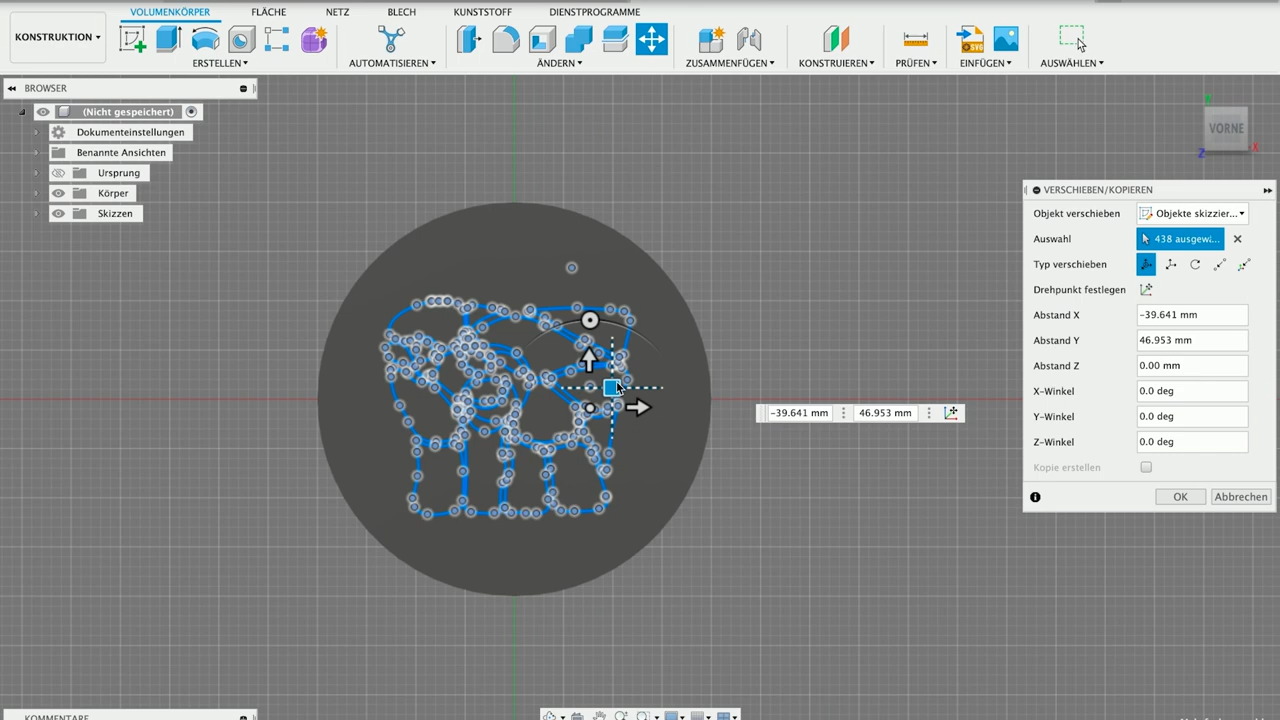 VOLUMENKÖRPER FLÄCHE NETZ BLECH KUNSTSTOFF DIENSTPROGRAMME
KONSTRUKTION
SVG
ERSTELLEN AUTOMATISIEREN ÄNDERN ZUSAMMENFÜGEN KONSTRUIEREN PRÜFEN EINFÜGEN AUSWÄHLEN
BROWSER
(Nicht gespeichert)
Dokumenteinstellungen
Benannte Ansichten
Ursprung
Körper
Skizzen
VORNE
X
Z
VERSCHIEBEN/KOPIEREN
Objekt verschieben Objekte skizzier...
Auswahl 438 ausgewi...
Typ verschieben
Drehpunkt festlegen
Abstand X -39.641 mm
Abstand Y 46.953 mm
Abstand Z 0.00 mm
X-Winkel 0.0 deg
Y-Winkel 0.0 deg
Z-Winkel 0.0 deg
Kopie erstellen
OK Abbrechen
-39.641 mm 46.953 mm
KOMMENTARE